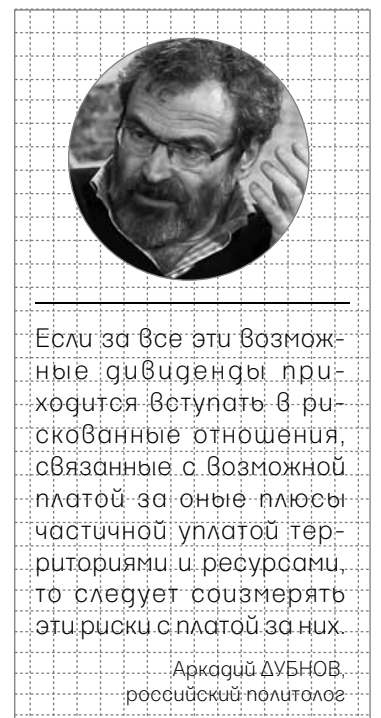 Если за все эти возмож-
ные дивиденды при-
ходится вступать в ри-
скованные отношения,
связанные с возможной
платой за оные плюсы
частичной уплатой тер-
риториями и ресурсами,
то следует соизмерять
эти риски с платой за них.
Аркадий ДУБНОВ,
российский политолог